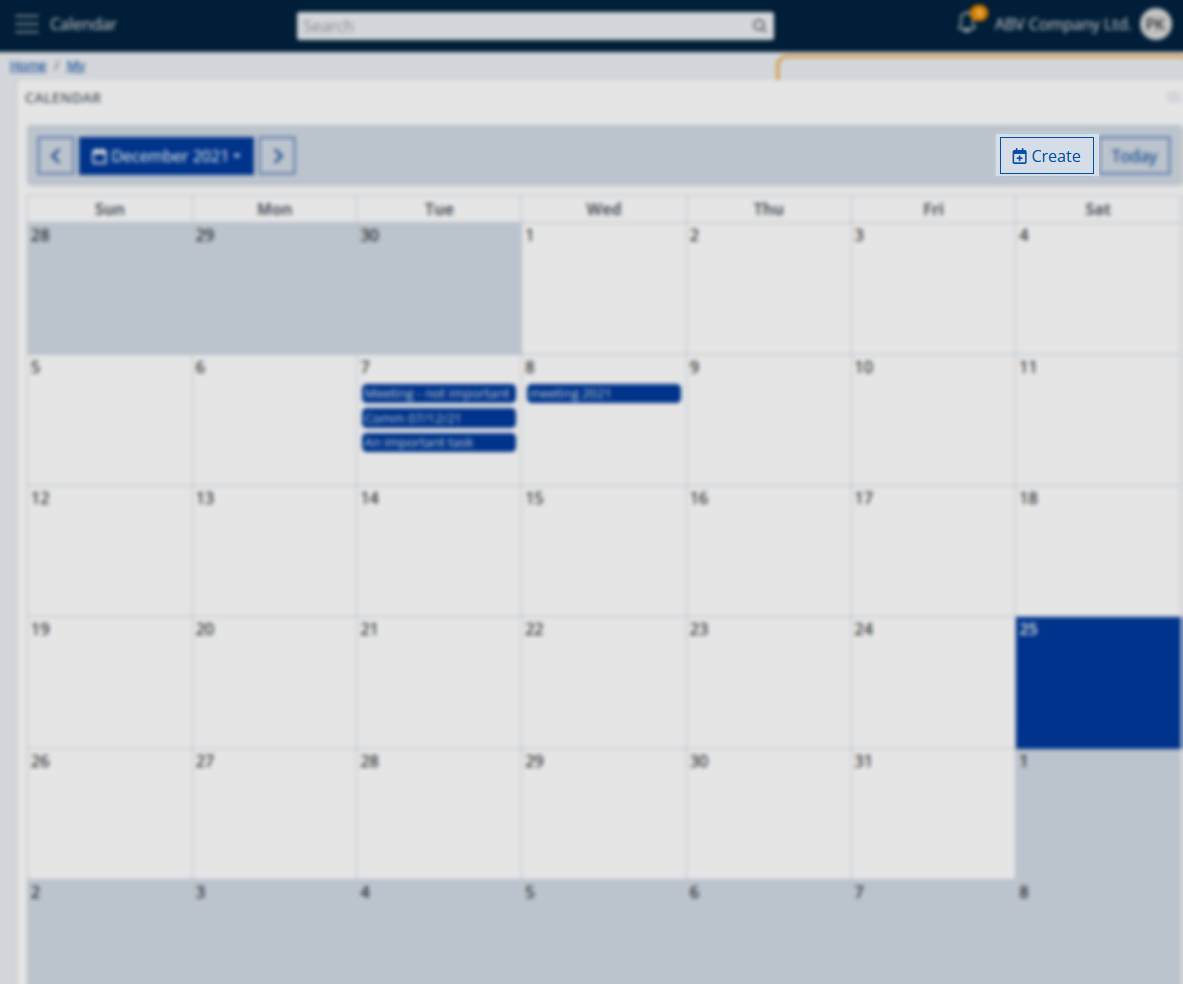 Calendar Search ABV Company Ltd. PK
Home / My
CALENDAR
December 2021 Create Today
Sun Mon Tue Wed Thu Fri Sat
28 29 30 1 2 3 4
5 6 7 8 9 10 11
Meeting - not important meeting 2021
Comm 07/12/21
An important task
12 13 14 15 16 17 18
19 20 21 22 23 24 25
26 27 28 29 30 31 1
2 3 4 5 6 7 8